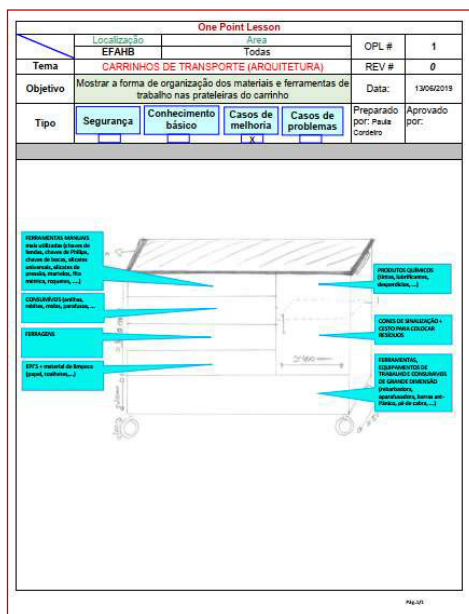 One Point Lesson
Localização
Área
OPL #
1
EFAHB
Todas
Tema
CARRINHOS DE TRANSPORTE (ARQUITETURA)
REV #
0
Objetivo
Mostrar a forma de organização dos materiais e ferramentas de
trabalho nas prateleiras do carrinho
Data:
13/06/2019
Tipo
Segurança
Conhecimento
básico
Casos de
melhoria
X
Casos de
problemas
Preparado
por: Paula
Cordeiro
Aprovado
por:
FERRAMENTAS MANUAIS
mais utilizadas (chaves de
fendas, chaves de Philips,
chaves de bocas, alicates
universais, alicates de
pressão, martelos, fita
métrica, roquetes, ....)
CONSUMÍVEIS (anilhas,
rebites, molas, parafusos, ...
FERRAGENS
EPI'S + material de limpeza
(papel, toalhetes,...)
PRODUTOS QUÍMICOS
(tintas, lubrificantes,
desperdícios, ...)
CONES DE SINALIZAÇÃO +
CESTO PARA COLOCAR
RESÍDUOS
FERRAMENTAS,
EQUIPAMENTOS DE
TRABALHO E CONSUMÍVEIS
DE GRANDE DIMENSÃO
(rebarbadora,
aparafusadora, barras anti-
Pânico, pé de cabra, ...)
Pág.1/1